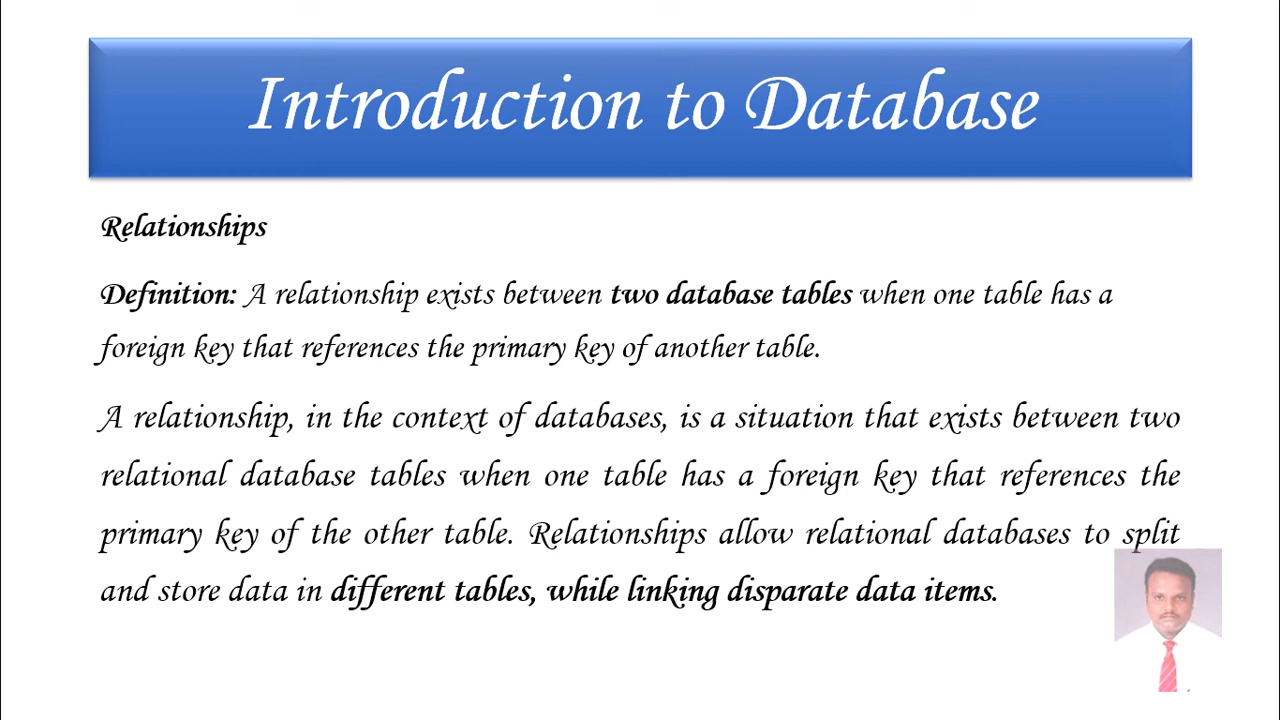 Introduction to Database
Relationships
Definition: A relationship exists between two database tables when one table has a
foreign key that references the primary key of another table.
A relationship, in the context of databases, is a situation that exists between two
relational database tables when one table has a foreign key that references the
primary key of the other table. Relationships allow relational databases to split
and store data in different tables, while linking disparate data items.